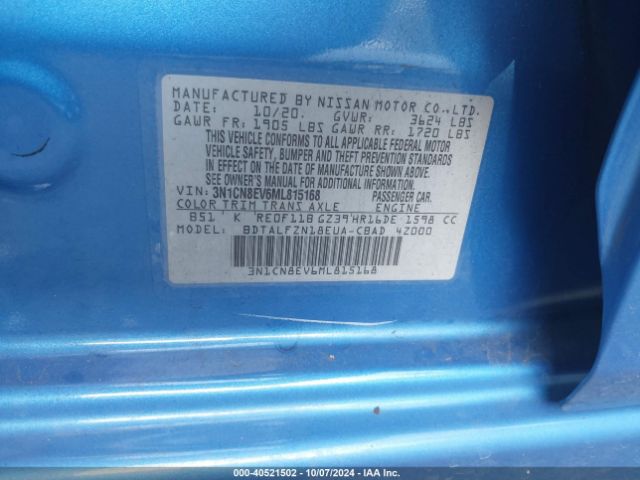 MANUFACTURED BY NISSAN MOTOR CO.,LTD.
DATE: 10/20. GVWR: 3624 LBS
GAWR FR: 1905 LBS GAWR RR: 1720 LBS
THIS VEHICLE CONFORMS TO ALL APPLICABLE FEDERAL MOTOR
VEHICLE SAFETY, BUMPER AND THEFT PREVENTION STANDARDS
IN EFFECT ON THE DATE OF MANUFACTURE SHOWN ABOVE.
SEE OWNER'S MANUAL FOR ADDITIONAL INFORMATION.
VIN: 3N1CN8EV6ML815168 PASSENGER CAR.
COLOR TRIM TRANS AXLE ENGINE
B51 K RE0F11B GZ39 HR16DE 1598 CC
MODEL: BDTALFZN18EUA-CBAD 4Z000
3N1CN8EV6ML815168
000-40521502 - 10/07/2024 - IAA Inc.